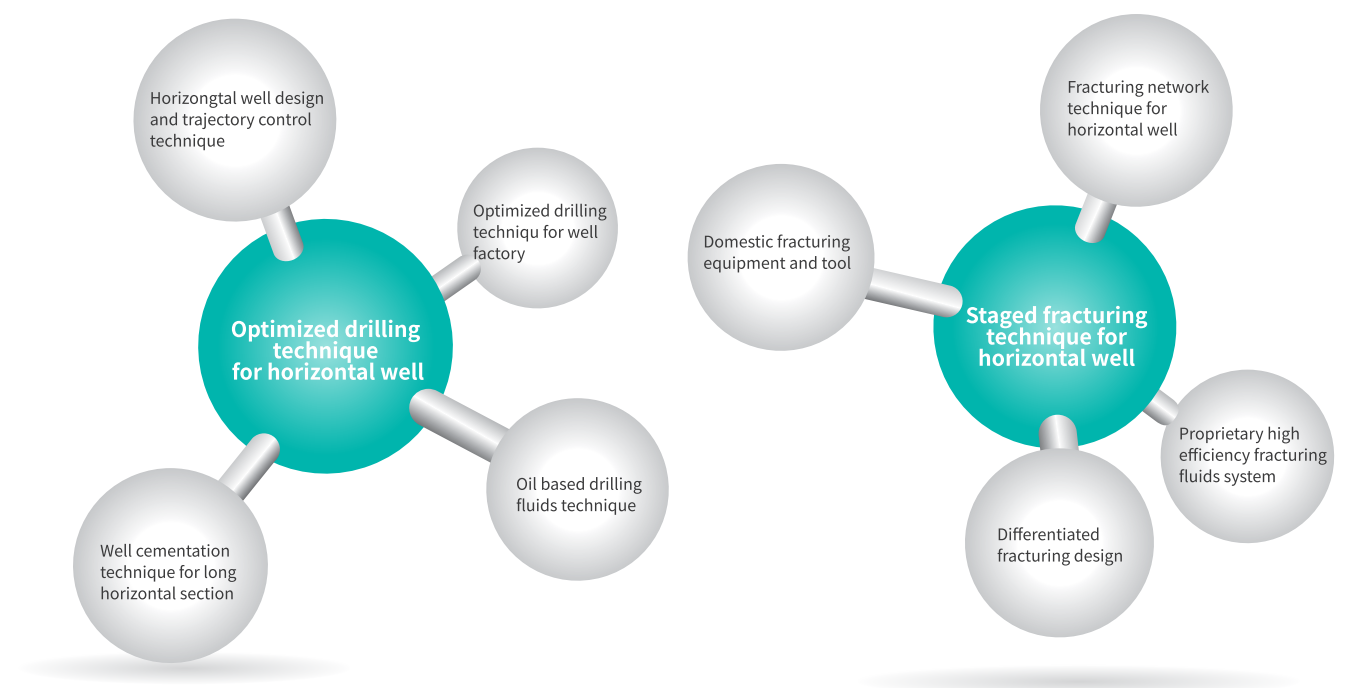 Horizongtal well design
and trajectory control
technique
Optimized drilling
techniqu for well
factory
Optimized drilling
technique
for horizontal well
Oil based drilling
fluids technique
Well cementation
technique for long
horizontal section
Fracturing network
technique for
horizontal well
Domestic fracturing
equipment and tool
Staged fracturing
technique for
horizontal well
Proprietary high
efficiency fracturing
fluids system
Differentiated
fracturing design